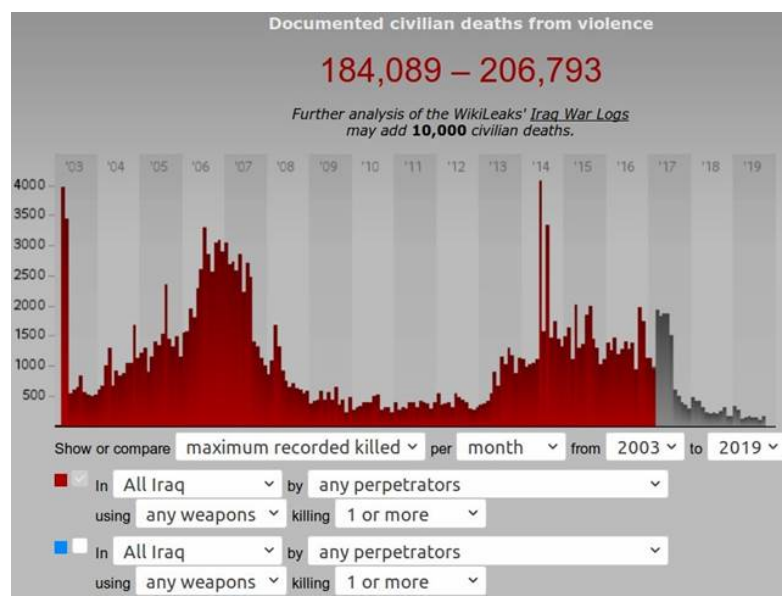 Documented civilian deaths from violence
184,089 – 206,793
Further analysis of the WikiLeaks' Iraq War Logs
may add 10,000 civilian deaths.
'03 '04 '05 '06 '07 '08 '09 '10 '11 '12 '13 '14 '15 '16 '17 '18 '19
4000
3500
3000
2500
2000
1500
1000
500
Show or compare maximum recorded killed per month from 2003 to 2019
In All Iraq by any perpetrators
using any weapons killing 1 or more
In All Iraq by any perpetrators
using any weapons killing 1 or more